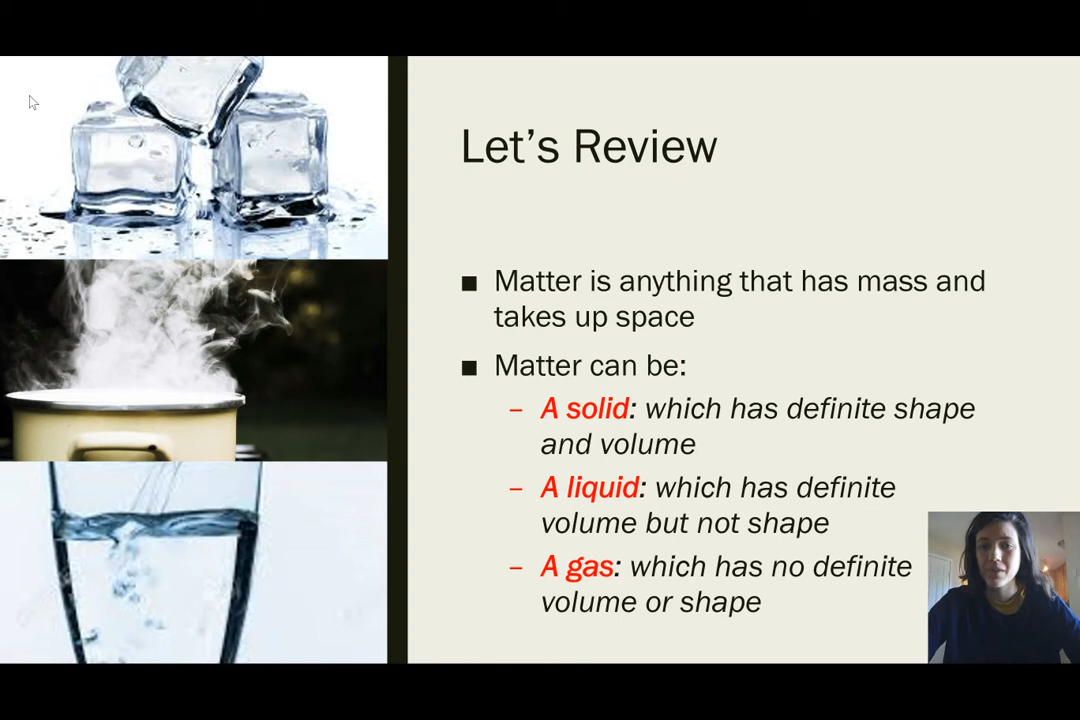 Let's Review
■ Matter is anything that has mass and
takes up space
■ Matter can be:
– A solid: which has definite shape
and volume
– A liquid: which has definite
volume but not shape
– A gas: which has no definite
volume or shape